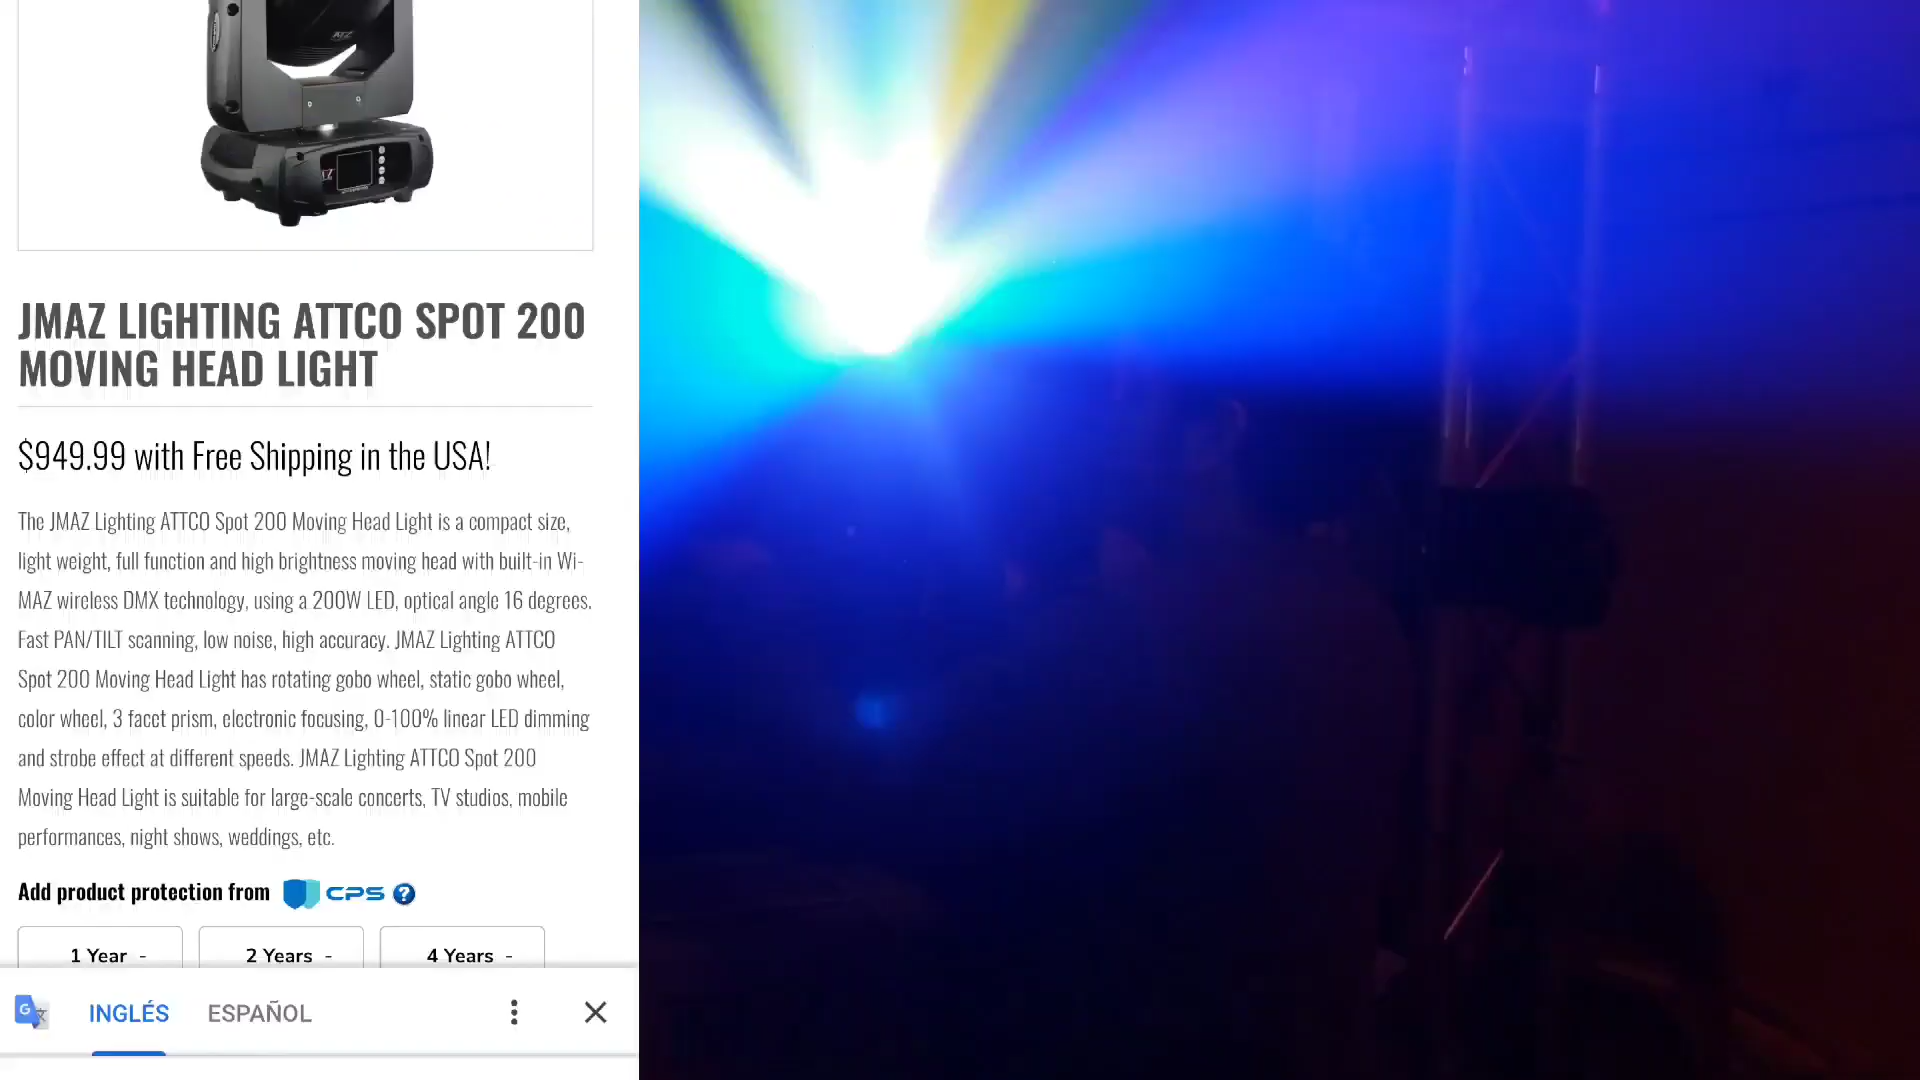 JMAZ LIGHTING ATTCO SPOT 200
MOVING HEAD LIGHT
$949.99 with Free Shipping in the USA!
The JMAZ Lighting ATTCO Spot 200 Moving Head Light is a compact size,
light weight, full function and high brightness moving head with built-in Wi-
MAZ wireless DMX technology, using a 200W LED, optical angle 16 degrees.
Fast PAN/TILT scanning, low noise, high accuracy. JMAZ Lighting ATTCO
Spot 200 Moving Head Light has rotating gobo wheel, static gobo wheel,
color wheel, 3 facet prism, electronic focusing, 0-100% linear LED dimming
and strobe effect at different speeds. JMAZ Lighting ATTCO Spot 200
Moving Head Light is suitable for large-scale concerts, TV studios, mobile
performances, night shows, weddings, etc.
Add product protection from CPS ?
1 Year - 2 Years - 4 Years -
G文 INGLÉS ESPAÑOL